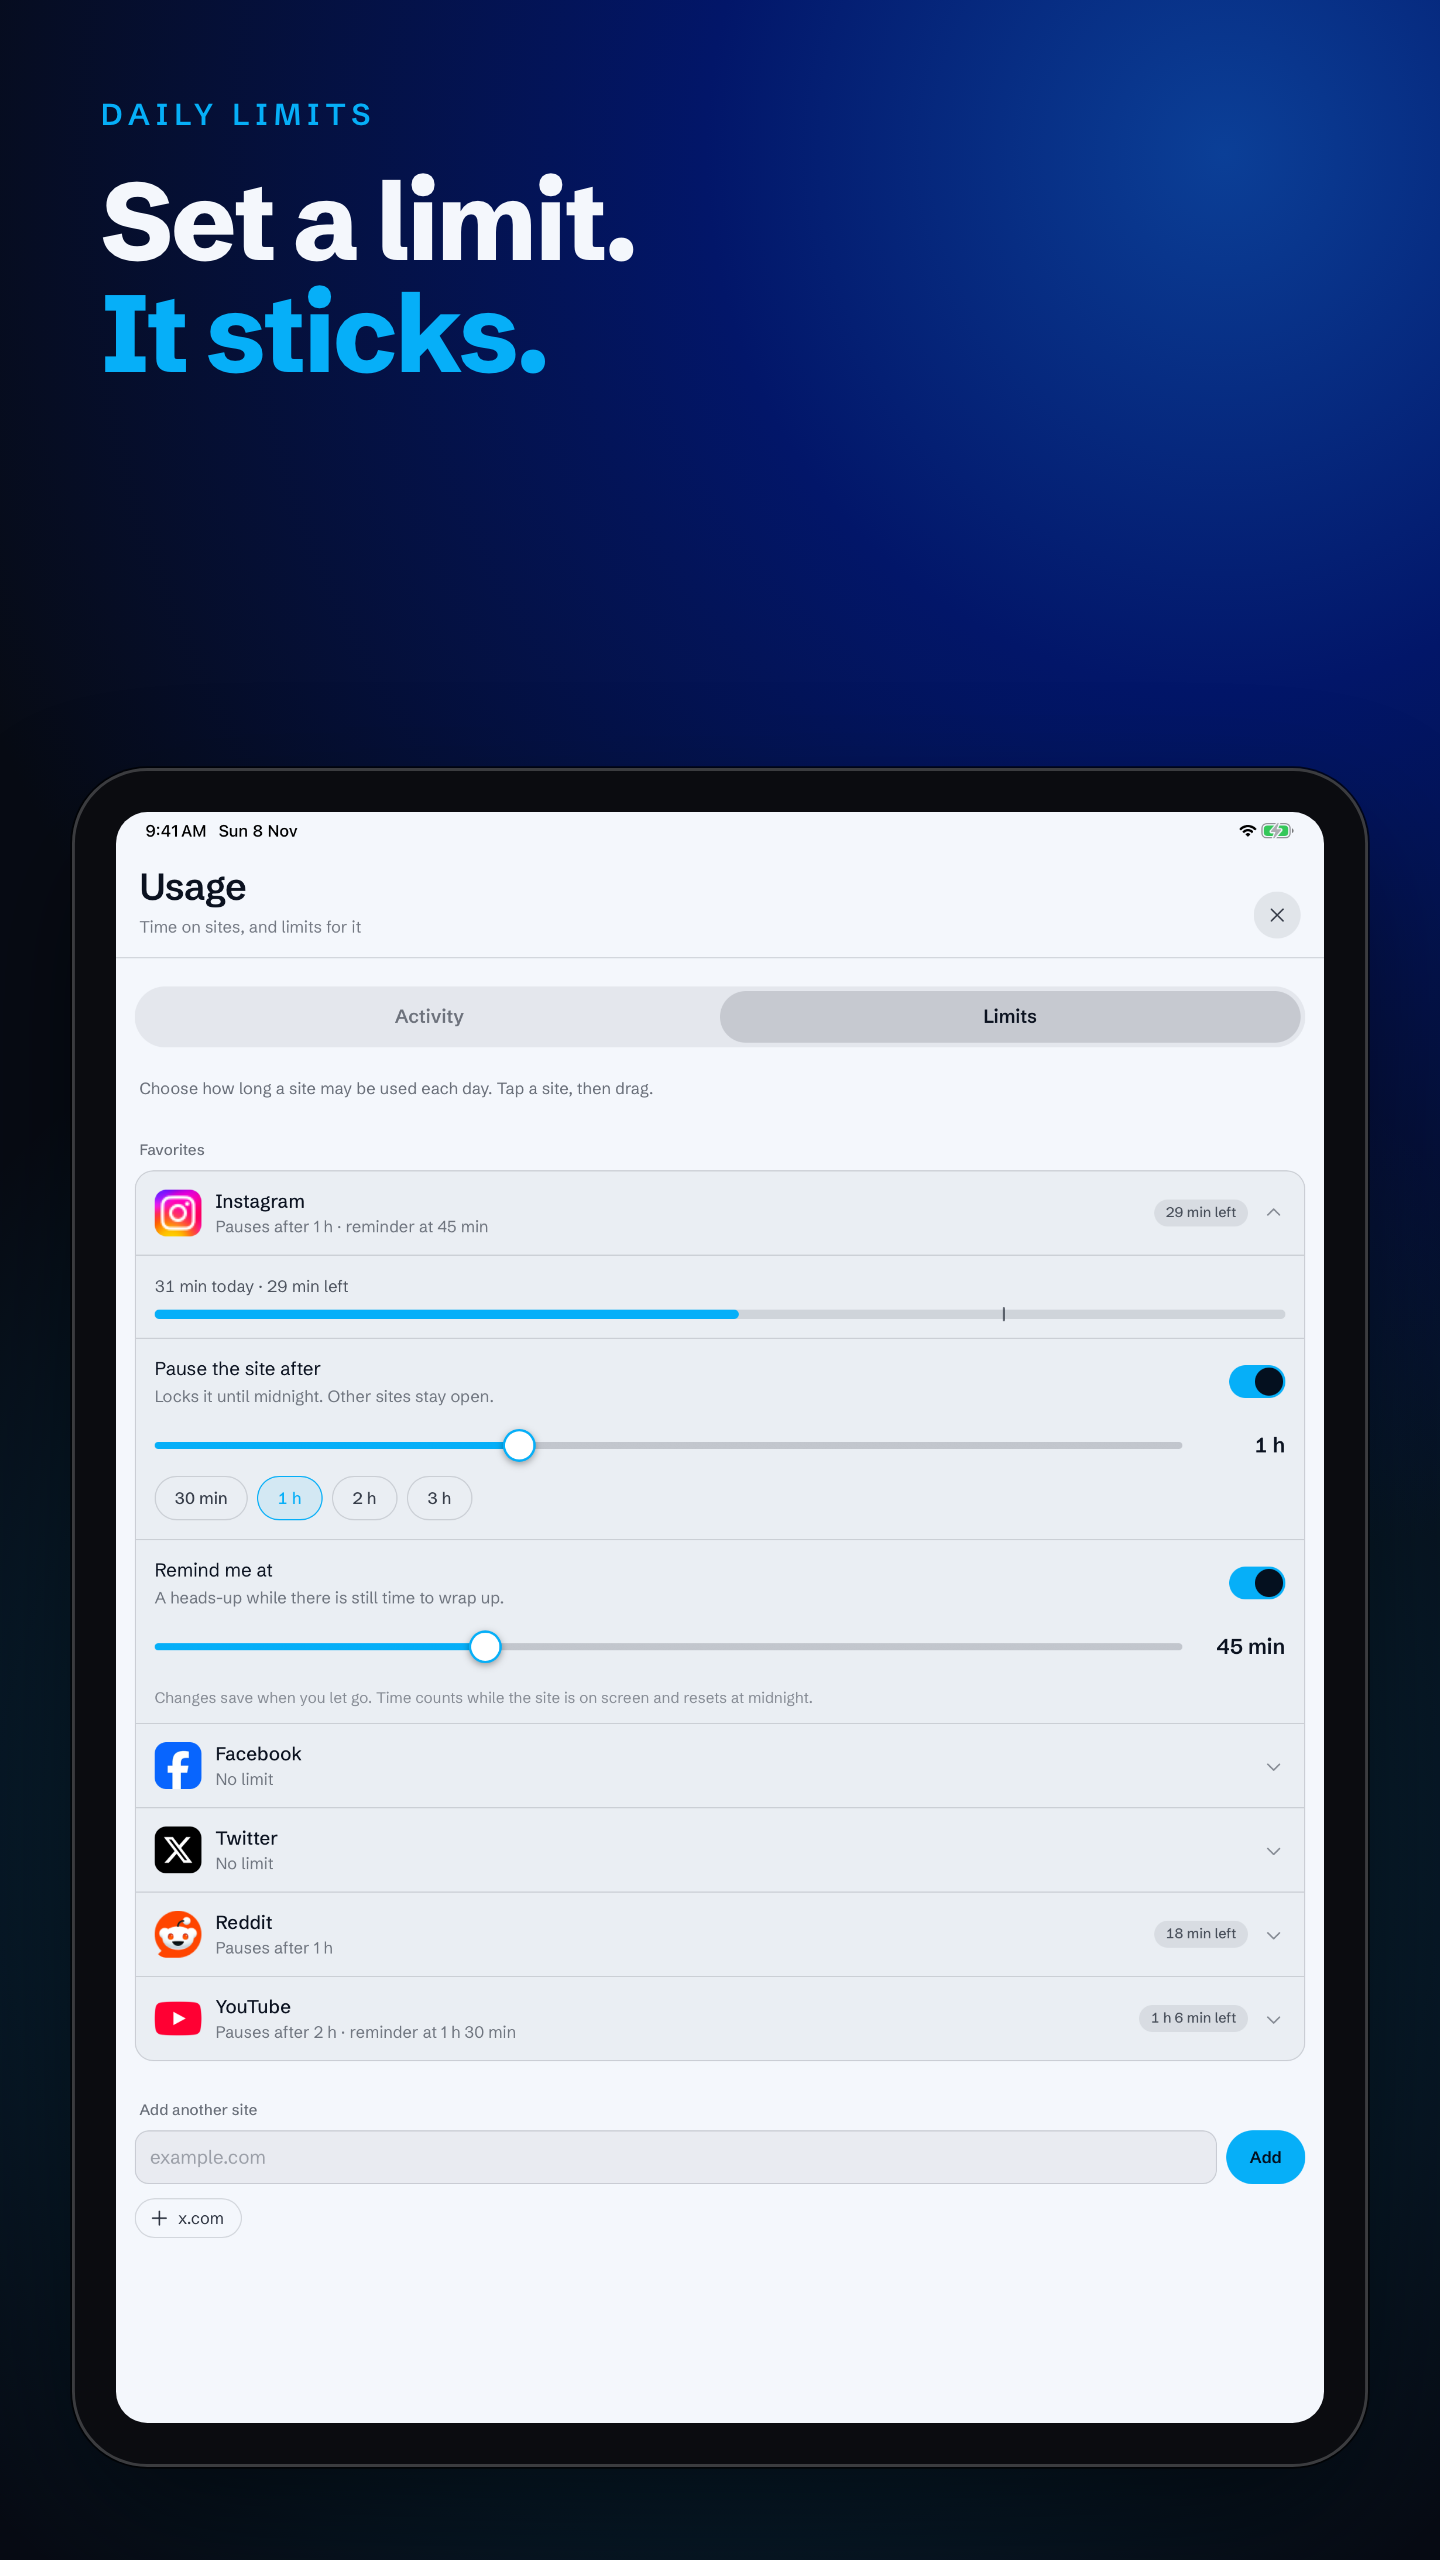 DAILY LIMITS
Set a limit.
It sticks.
9:41 AM Sun 8 Nov
Usage
Time on sites, and limits for it
Activity
Limits
Choose how long a site may be used each day. Tap a site, then drag.
Favorites
Instagram
Pauses after 1 h · reminder at 45 min
29 min left
31 min today · 29 min left
Pause the site after
Locks it until midnight. Other sites stay open.
1 h
30 min
1 h
2 h
3 h
Remind me at
A heads-up while there is still time to wrap up.
45 min
Changes save when you let go. Time counts while the site is on screen and resets at midnight.
Facebook
No limit
Twitter
No limit
Reddit
Pauses after 1 h
18 min left
YouTube
Pauses after 2 h · reminder at 1 h 30 min
1 h 6 min left
Add another site
example.com
Add
x.com